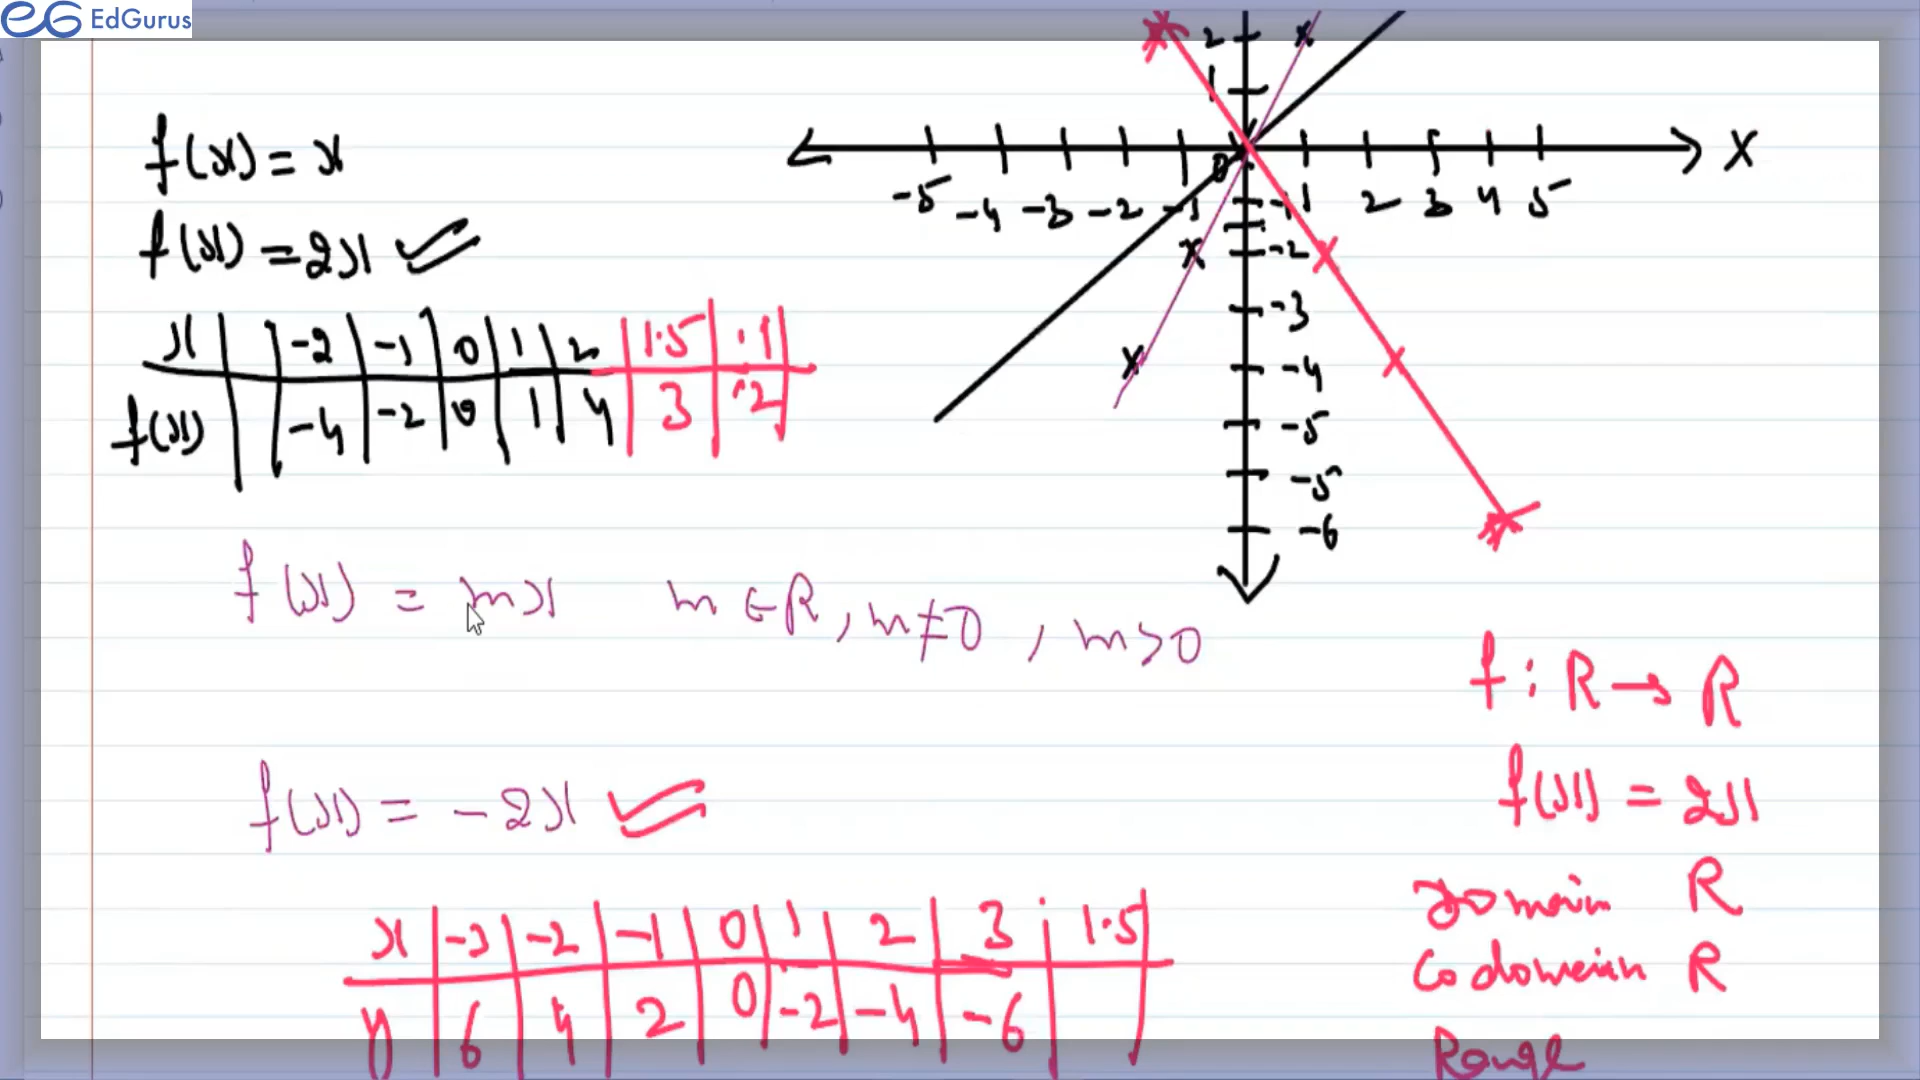 EdGurus
2
1
X
0
-5 -4 -3 -2 -1 1 2 3 4 5
-1
-2
-3
-4
-5
-5
-6
f(x) = x
f(x) = 2x
x -2 -1 0 1 2 1.5 .1
f(x) -4 -2 0 1 4 3 .2
f(x) = mx m ∈ R, m ≠ 0, m > 0
f : R → R
f(x) = -2x
f(x) = 2x
Domain R
Codomain R
Range
x -3 -2 -1 0 1 2 3 1.5
y 6 4 2 0 -2 -4 -6